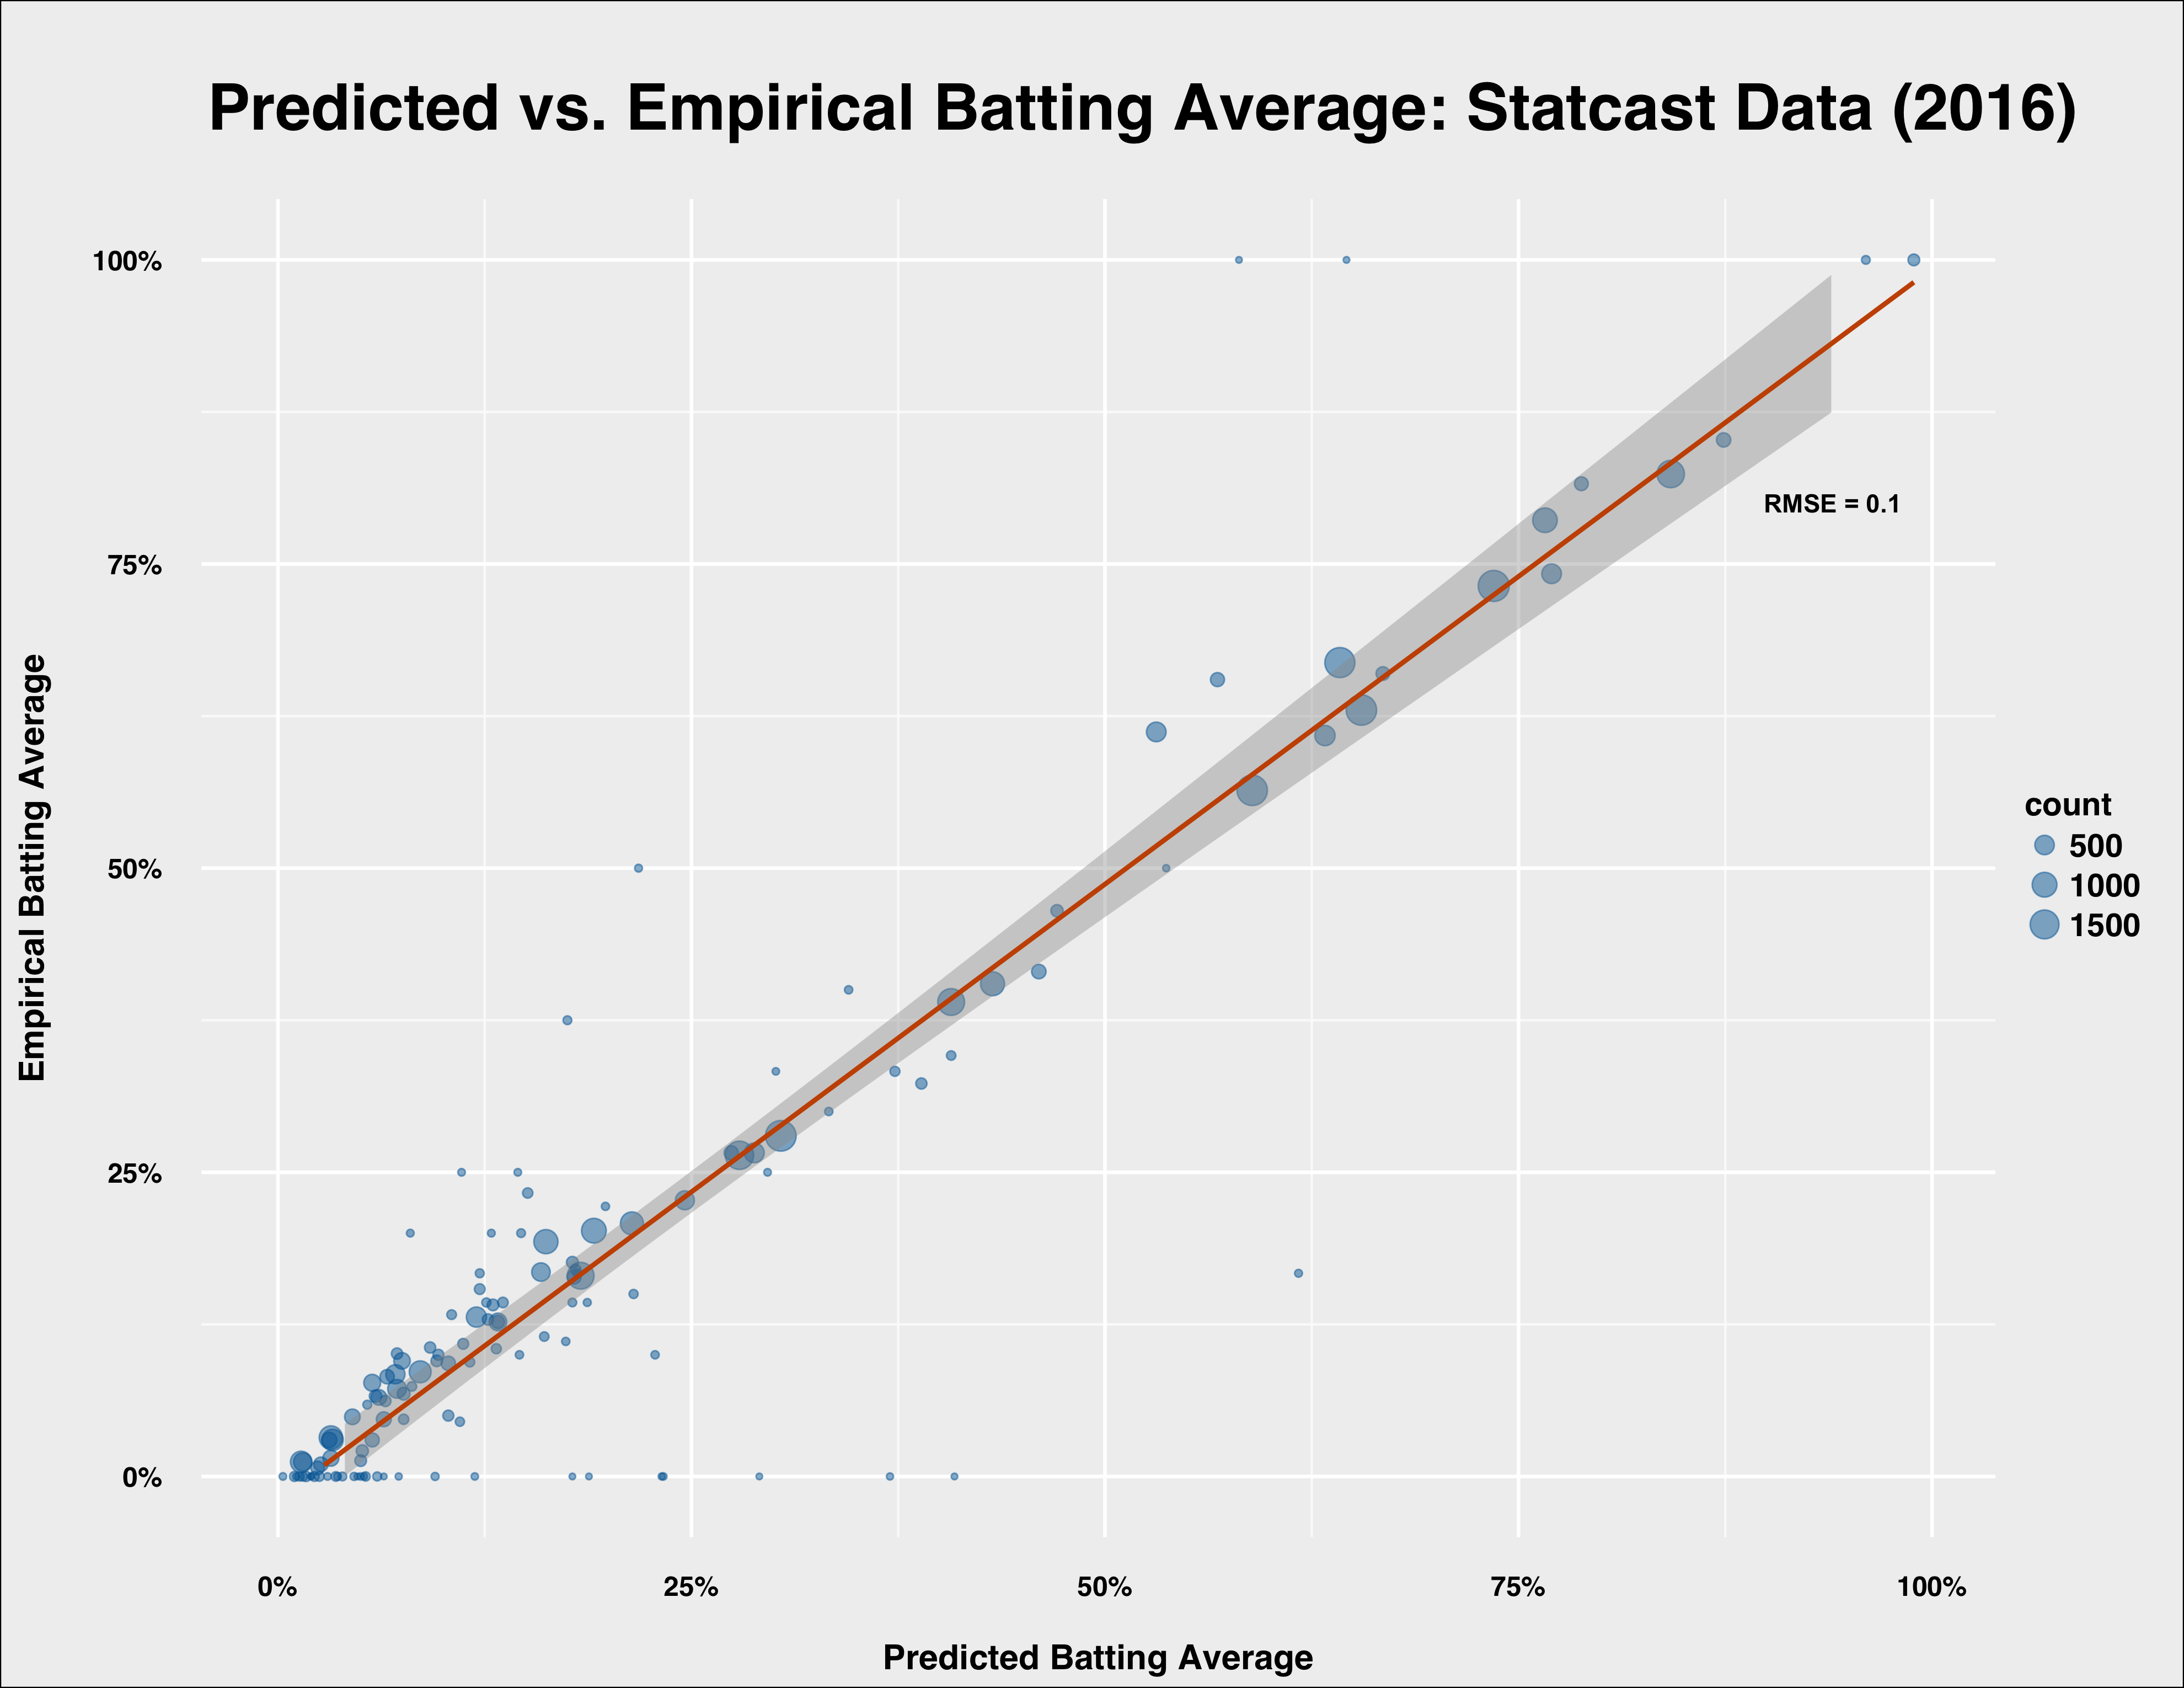 Predicted vs. Empirical Batting Average: Statcast Data (2016)
Empirical Batting Average
100%
75%
50%
25%
0%
RMSE = 0.1
count
500
1000
1500
0%
25%
50%
75%
100%
Predicted Batting Average